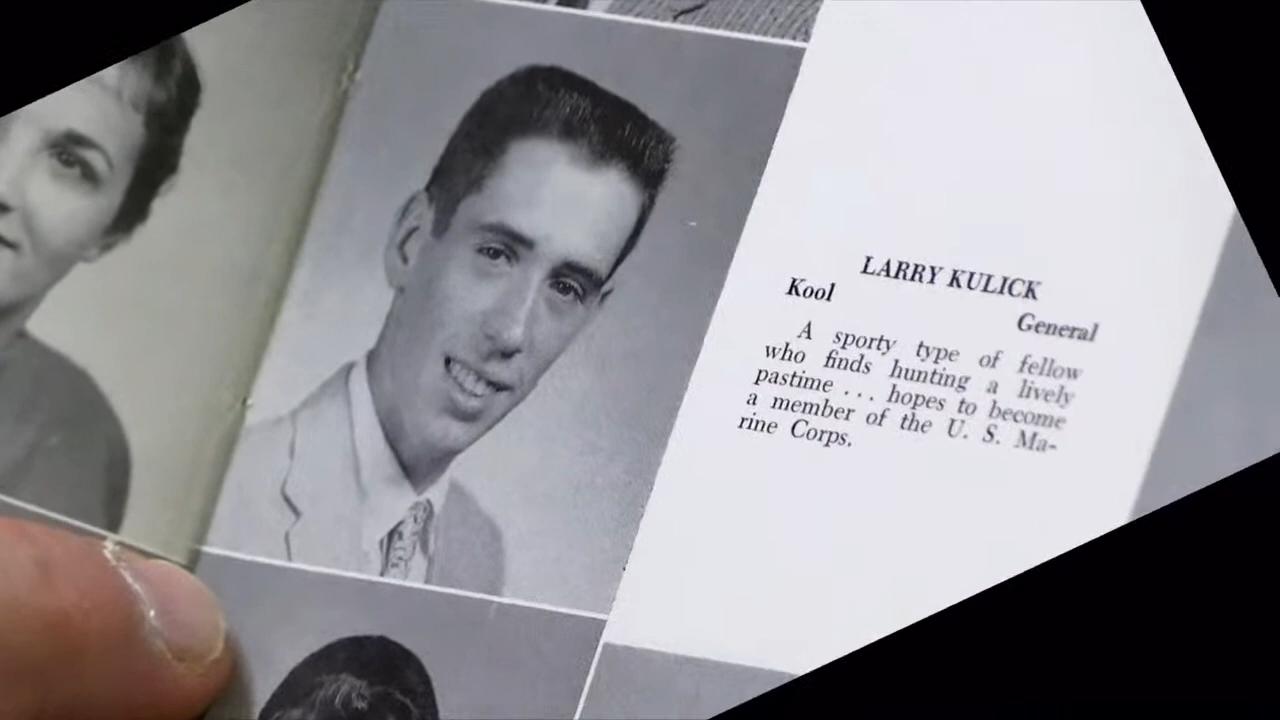 LARRY KULICK
Kool
General
A sporty type of fellow
who finds hunting a lively
pastime . . . hopes to become
a member of the U. S. Ma-
rine Corps.